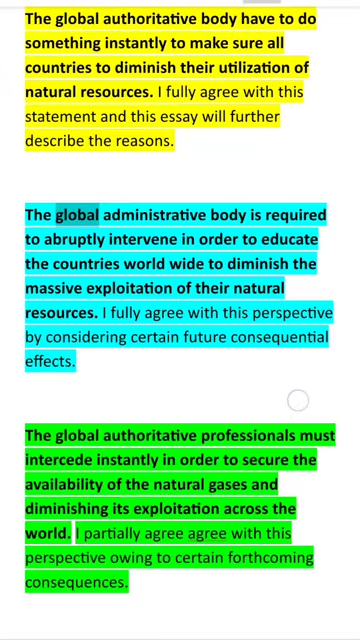 The global authoritative body have to do
something instantly to make sure all
countries to diminish their utilization of
natural resources. I fully agree with this
statement and this essay will further
describe the reasons.
The global administrative body is required
to abruptly intervene in order to educate
the countries world wide to diminish the
massive exploitation of their natural
resources. I fully agree with this perspective
by considering certain future consequential
effects.
The global authoritative professionals must
intercede instantly in order to secure the
availability of the natural gases and
diminishing its exploitation across the
world. I partially agree agree with this
perspective owing to certain forthcoming
consequences.